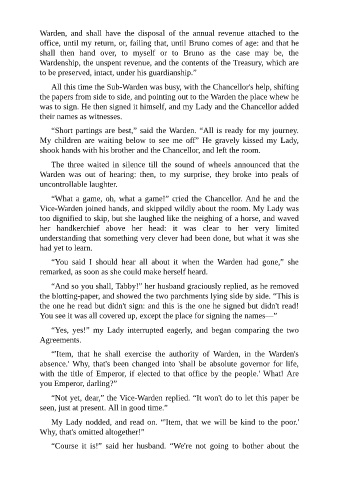 Warden, and shall have the disposal of the annual revenue attached to the
office, until my return, or, failing that, until Bruno comes of age: and that he
shall then hand over, to myself or to Bruno as the case may be, the
Wardenship, the unspent revenue, and the contents of the Treasury, which are
to be preserved, intact, under his guardianship.”
All this time the Sub-Warden was busy, with the Chancellor's help, shifting
the papers from side to side, and pointing out to the Warden the place whew he
was to sign. He then signed it himself, and my Lady and the Chancellor added
their names as witnesses.
“Short partings are best,” said the Warden. “All is ready for my journey.
My children are waiting below to see me off” He gravely kissed my Lady,
shook hands with his brother and the Chancellor, and left the room.
The three waited in silence till the sound of wheels announced that the
Warden was out of hearing: then, to my surprise, they broke into peals of
uncontrollable laughter.
“What a game, oh, what a game!” cried the Chancellor. And he and the
Vice-Warden joined hands, and skipped wildly about the room. My Lady was
too dignified to skip, but she laughed like the neighing of a horse, and waved
her handkerchief above her head: it was clear to her very limited
understanding that something very clever had been done, but what it was she
had yet to learn.
“You said I should hear all about it when the Warden had gone,” she
remarked, as soon as she could make herself heard.
“And so you shall, Tabby!” her husband graciously replied, as he removed
the blotting-paper, and showed the two parchments lying side by side. “This is
the one he read but didn't sign: and this is the one he signed but didn't read!
You see it was all covered up, except the place for signing the names—”
“Yes, yes!” my Lady interrupted eagerly, and began comparing the two
Agreements.
“'Item, that he shall exercise the authority of Warden, in the Warden's
absence.' Why, that's been changed into 'shall be absolute governor for life,
with the title of Emperor, if elected to that office by the people.' What! Are
you Emperor, darling?”
“Not yet, dear,” the Vice-Warden replied. “It won't do to let this paper be
seen, just at present. All in good time.”
My Lady nodded, and read on. “'Item, that we will be kind to the poor.'
Why, that's omitted altogether!”
“Course it is!” said her husband. “We're not going to bother about the